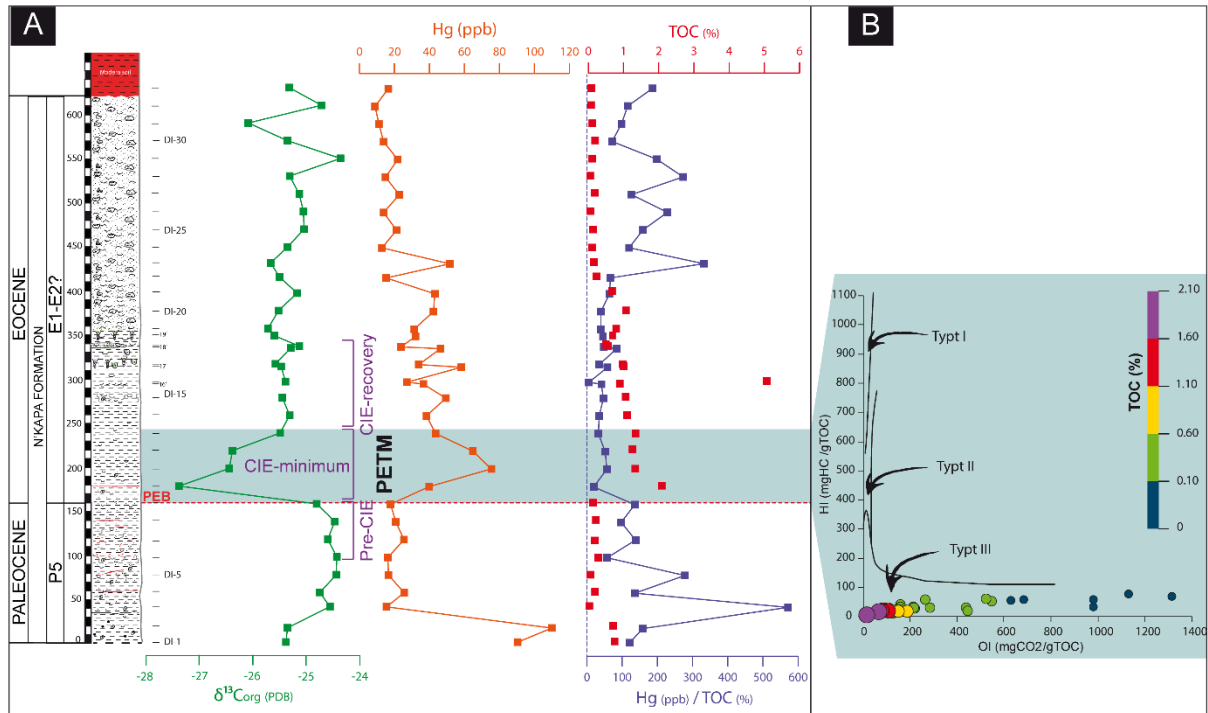 A
Hg (ppb)
0 20 40 60 80 100 120
TOC (%)
0 1 2 3 4 5 6
B
Modern soil
EOCENE
PALEOCENE
N'KAPA FORMATION
E1-E2?
P5
600
550
500
450
400
350
300
250
200
150
100
50
0
DI-30
DI-25
DI-20
19
18
17
16
DI-15
DI-5
DI 1
CIE-recovery
CIE-minimum
PETM
PEB
Pre-CIE
-28 -27 -26 -25 -24
δ¹³Corg (PDB)
0 100 200 300 400 500 600
Hg (ppb) / TOC (%)
HI (mgHC /gTOC)
1100
1000
900
800
700
600
500
400
300
200
100
0
Typt I
Typt II
Typt III
TOC (%)
2.10
1.60
1.10
0.60
0.10
0
0 200 400 600 800 1000 1200 1400
OI (mgCO2/gTOC)